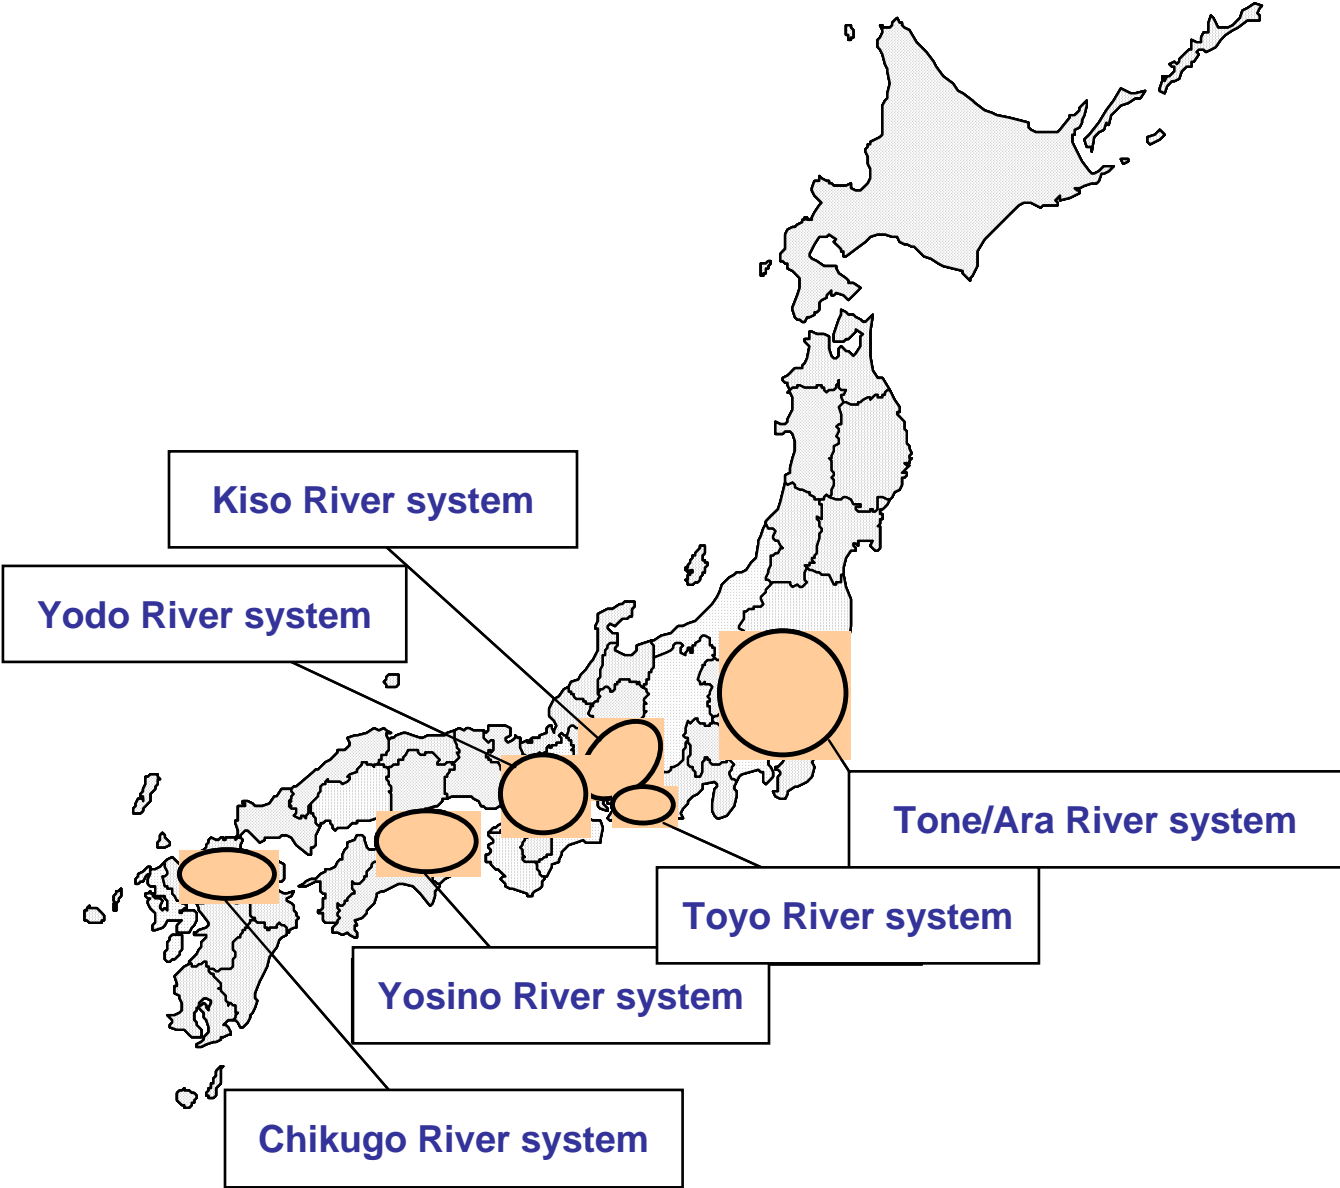 Kiso River system
Yodo River system
Tone/Ara River system
Toyo River system
Yosino River system
Chikugo River system